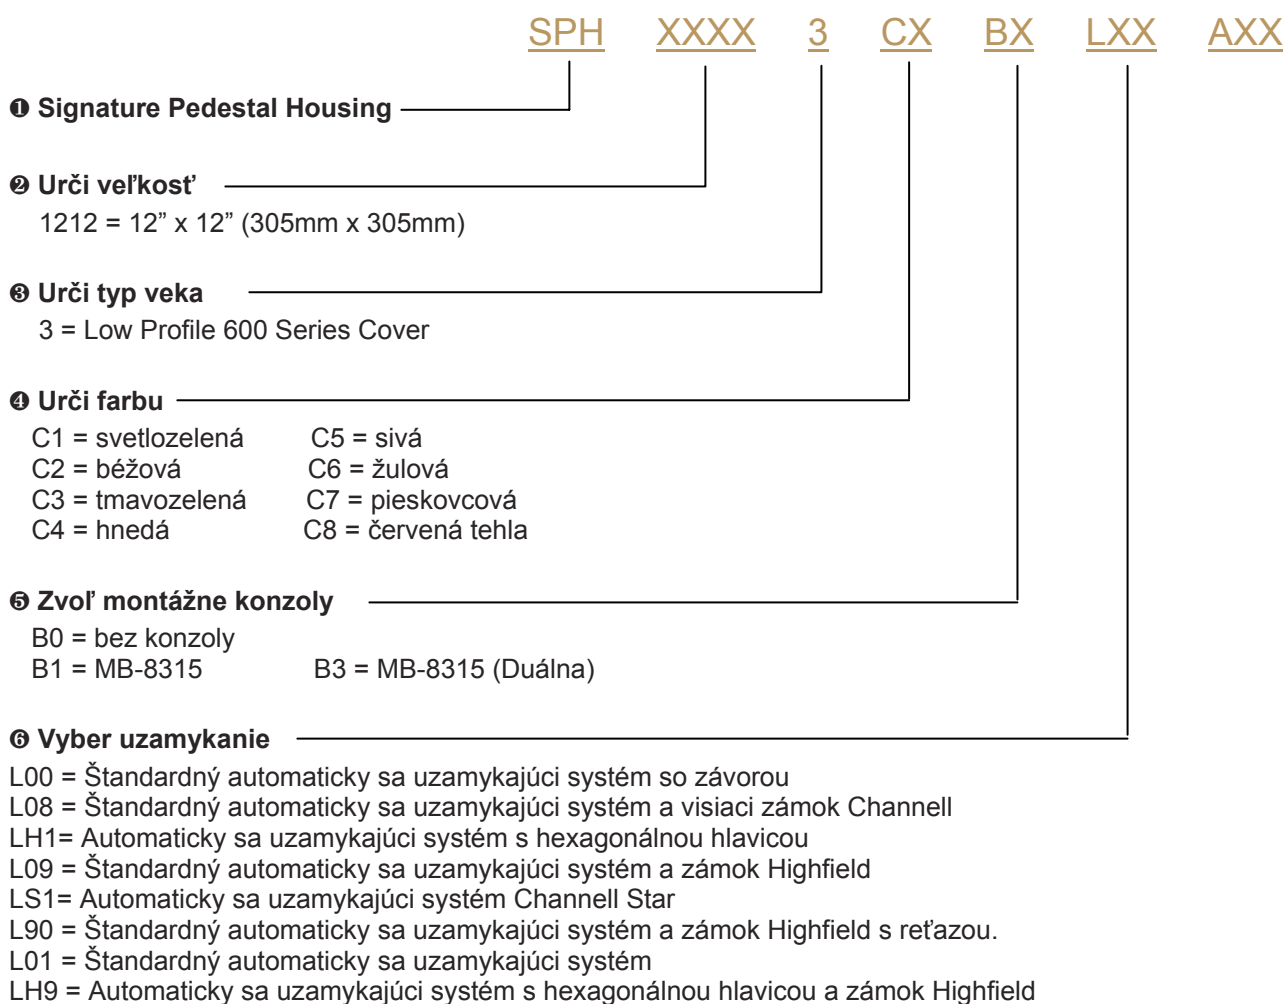 SPH XXXX 3 CX BX LXX AXX
❶ Signature Pedestal Housing
❷ Urči veľkosť
1212 = 12” x 12” (305mm x 305mm)
❸ Urči typ veka
3 = Low Profile 600 Series Cover
❹ Urči farbu
C1 = svetlozelená C5 = sivá
C2 = béžová C6 = žulová
C3 = tmavozelená C7 = pieskovcová
C4 = hnedá C8 = červená tehla
❺ Zvoľ montážne konzoly
B0 = bez konzoly
B1 = MB-8315 B3 = MB-8315 (Duálna)
❻ Vyber uzamykanie
L00 = Štandardný automaticky sa uzamykajúci systém so závorou
L08 = Štandardný automaticky sa uzamykajúci systém a visiaci zámok Channell
LH1= Automaticky sa uzamykajúci systém s hexagonálnou hlavicou
L09 = Štandardný automaticky sa uzamykajúci systém a zámok Highfield
LS1= Automaticky sa uzamykajúci systém Channell Star
L90 = Štandardný automaticky sa uzamykajúci systém a zámok Highfield s reťazou.
L01 = Štandardný automaticky sa uzamykajúci systém
LH9 = Automaticky sa uzamykajúci systém s hexagonálnou hlavicou a zámok Highfield